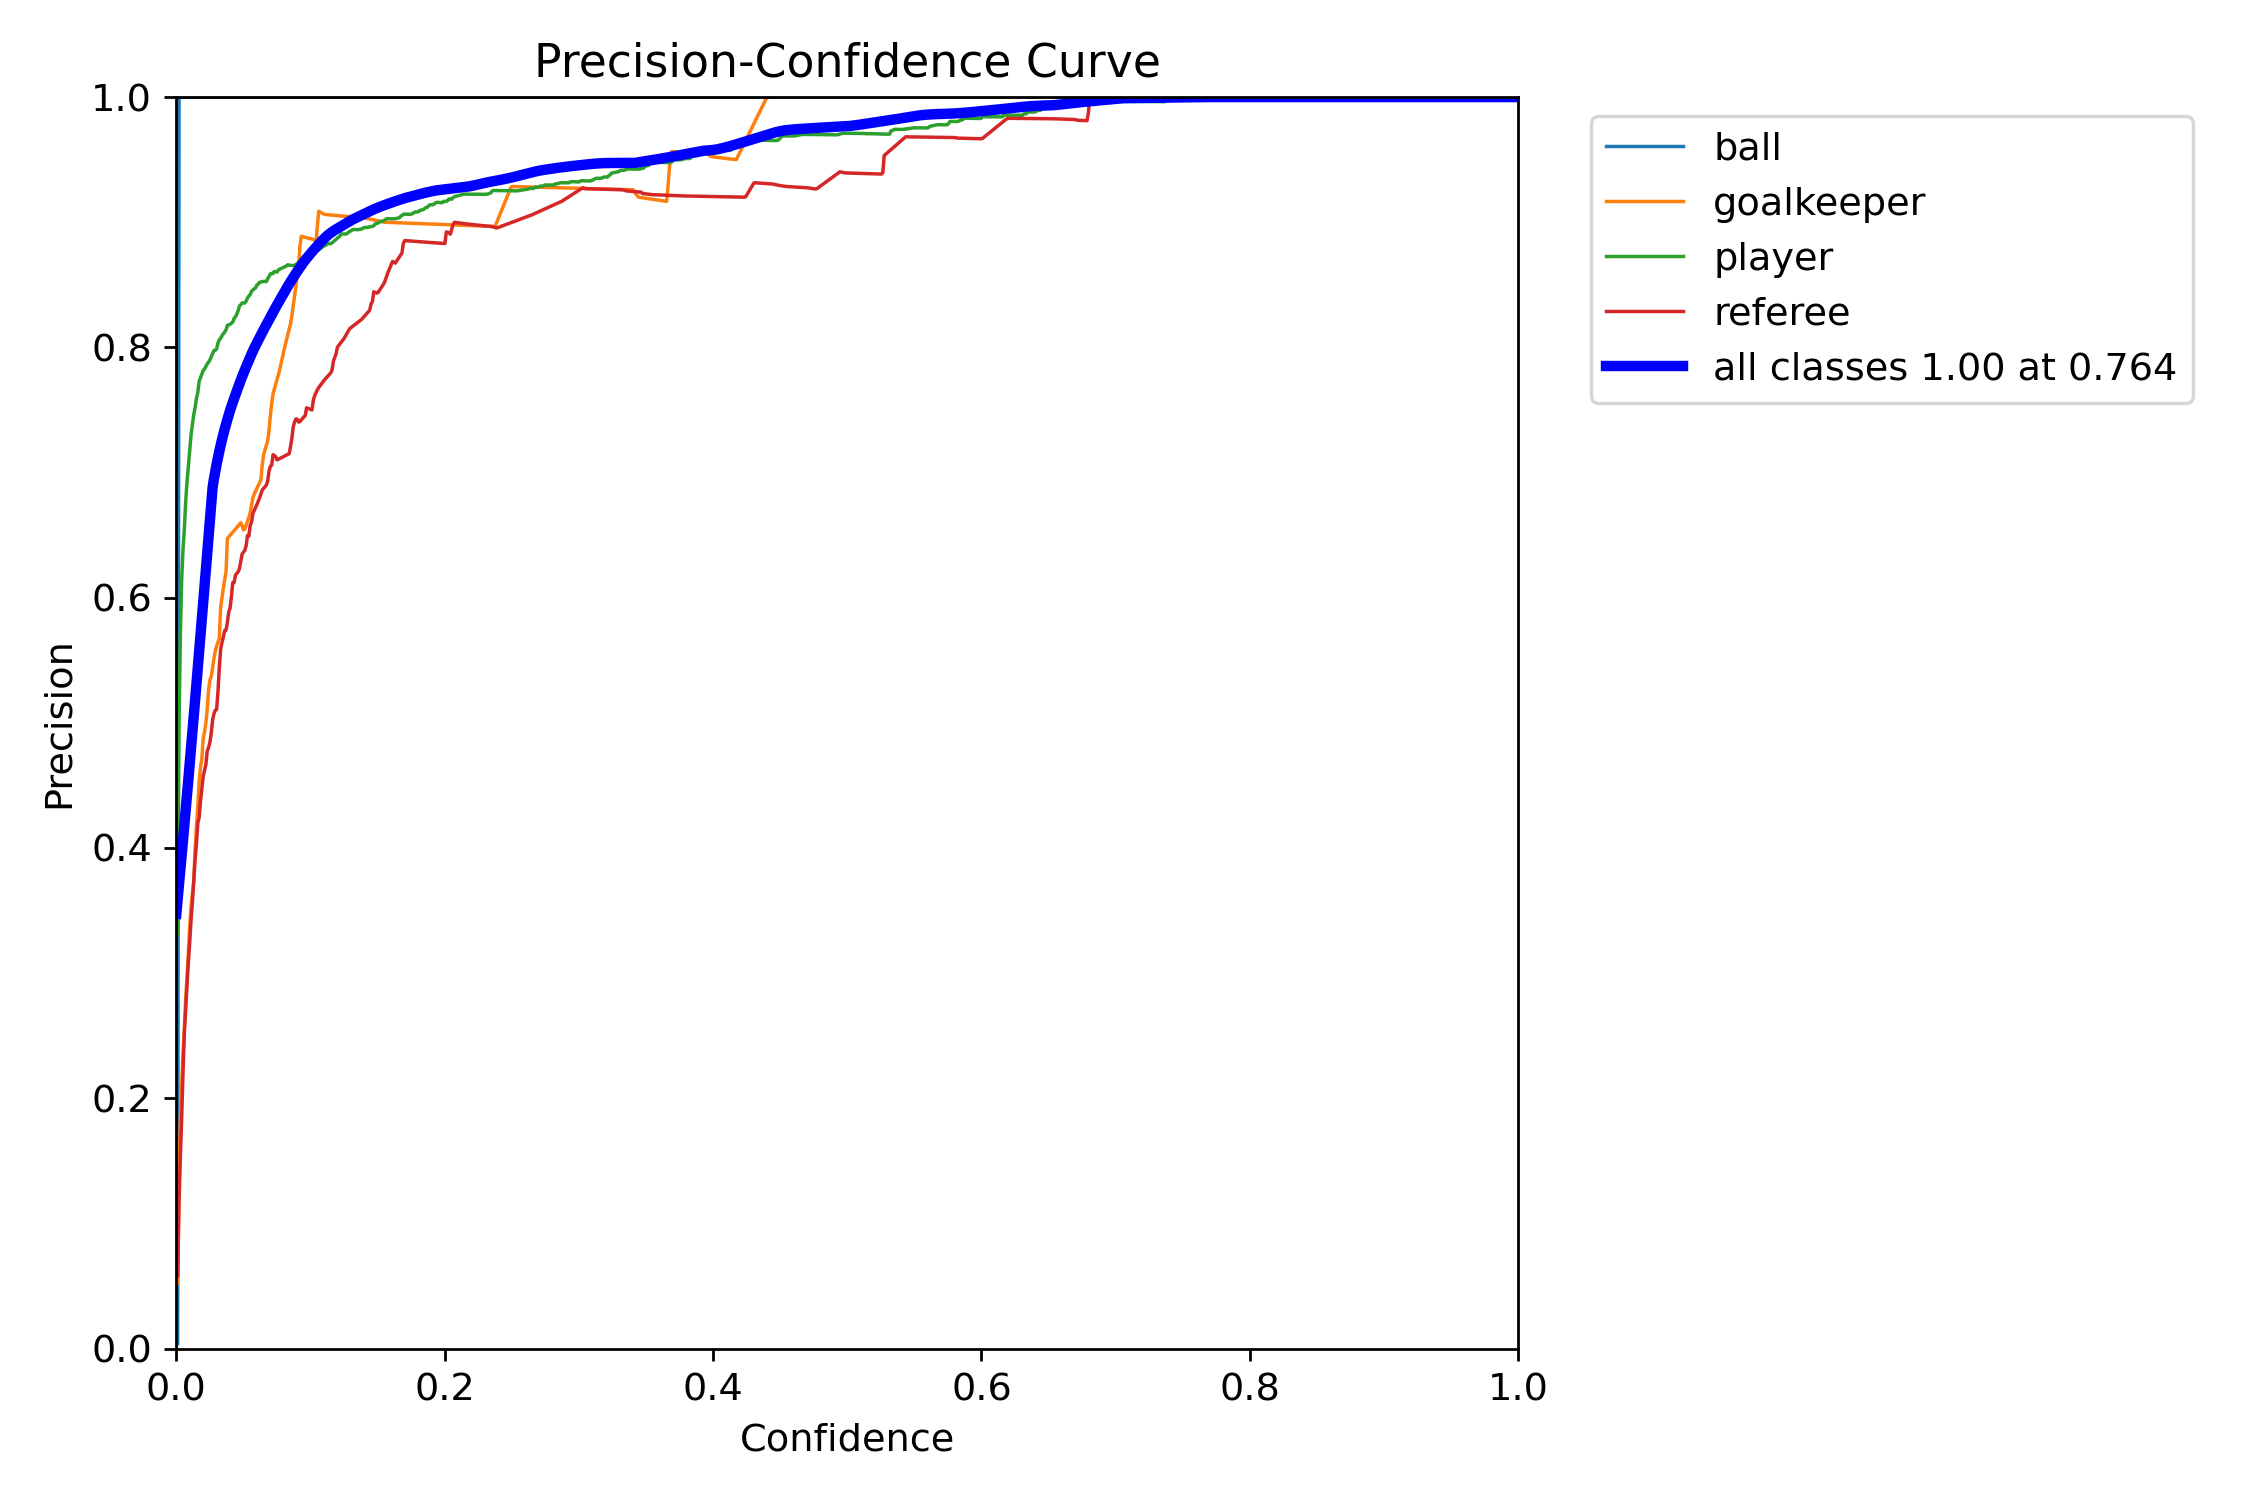 Precision-Confidence Curve
1.0
0.8
0.6
0.4
0.2
0.0
Precision
0.0 0.2 0.4 0.6 0.8 1.0
Confidence
ball
goalkeeper
player
referee
all classes 1.00 at 0.764